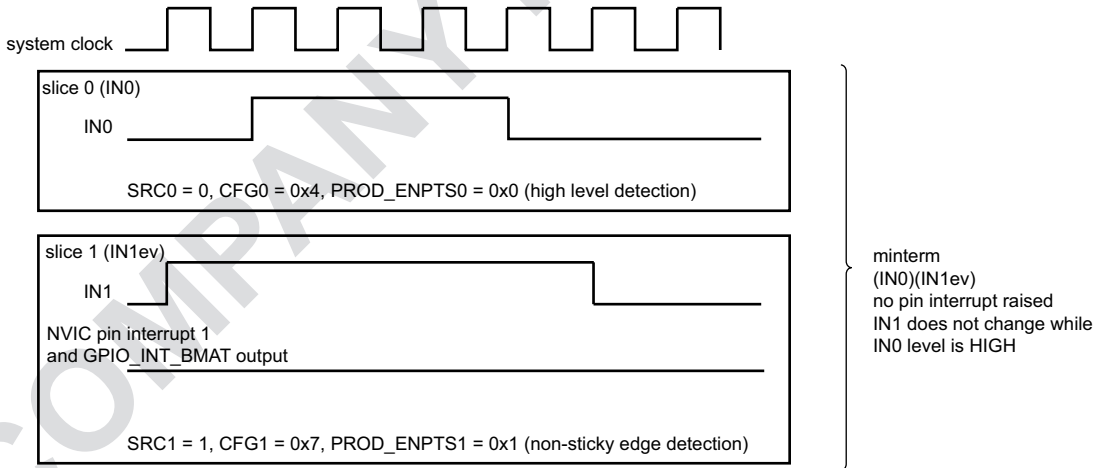 system clock
slice 0 (IN0)
IN0
SRC0 = 0, CFG0 = 0x4, PROD_ENPTS0 = 0x0 (high level detection)
slice 1 (IN1ev)
IN1
NVIC pin interrupt 1
and GPIO_INT_BMAT output
SRC1 = 1, CFG1 = 0x7, PROD_ENPTS1 = 0x1 (non-sticky edge detection)
minterm
(IN0)(IN1ev)
no pin interrupt raised
IN1 does not change while
IN0 level is HIGH
COMPANY